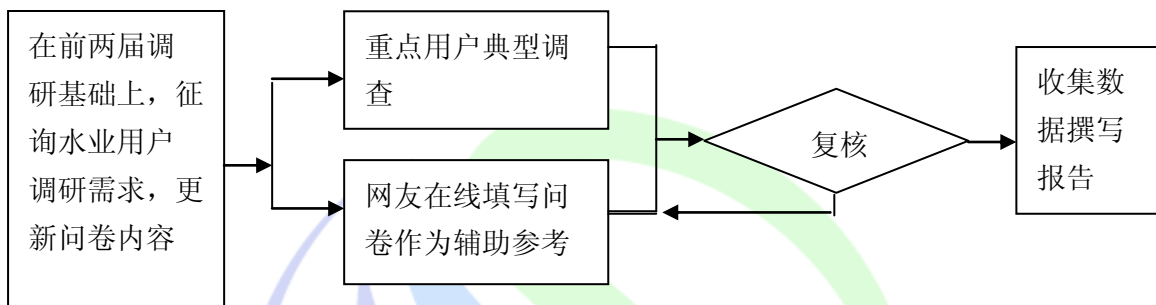 在前两届调
研基础上，征
询水业用户
调研需求，更
新问卷内容
重点用户典型调
查
网友在线填写问
卷作为辅助参考
复核
收集数
据撰写
报告